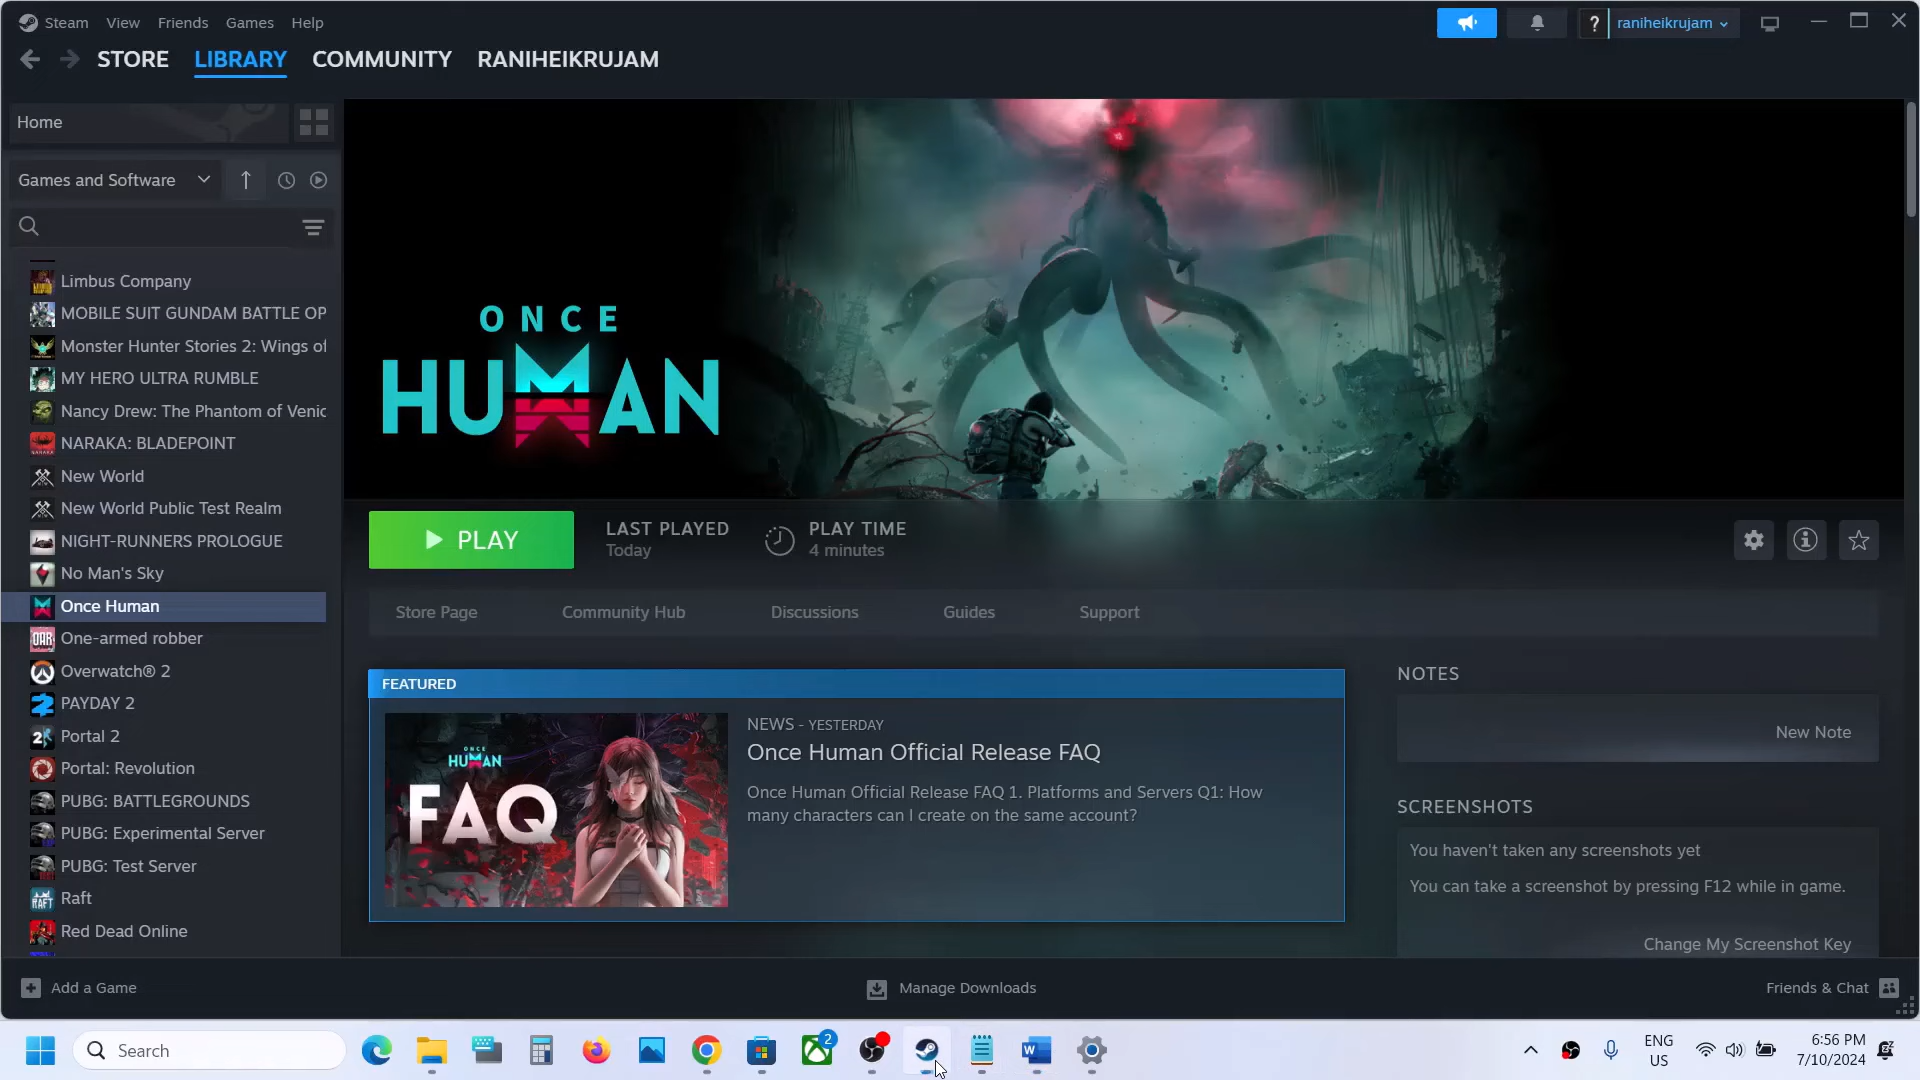 Steam View Friends Games Help
? raniheikrujam
STORE LIBRARY COMMUNITY RANIHEIKRUJAM
Home
Games and Software
Limbus Company
MOBILE SUIT GUNDAM BATTLE OP
Monster Hunter Stories 2: Wings of
MY HERO ULTRA RUMBLE
Nancy Drew: The Phantom of Venic
NARAKA: BLADEPOINT
New World
New World Public Test Realm
NIGHT-RUNNERS PROLOGUE
No Man's Sky
Once Human
One-armed robber
Overwatch® 2
PAYDAY 2
Portal 2
Portal: Revolution
PUBG: BATTLEGROUNDS
PUBG: Experimental Server
PUBG: Test Server
Raft
Red Dead Online
ONCE
HUMAN
PLAY
LAST PLAYED
Today
PLAY TIME
4 minutes
Store Page Community Hub Discussions Guides Support
FEATURED
ONCE
HUMAN
FAQ
NEWS - YESTERDAY
Once Human Official Release FAQ
Once Human Official Release FAQ 1. Platforms and Servers Q1: How
many characters can I create on the same account?
NOTES
New Note
SCREENSHOTS
You haven't taken any screenshots yet
You can take a screenshot by pressing F12 while in game.
Change My Screenshot Key
Add a Game
Manage Downloads
Friends & Chat
Search
2
ENG
US
6:56 PM
7/10/2024